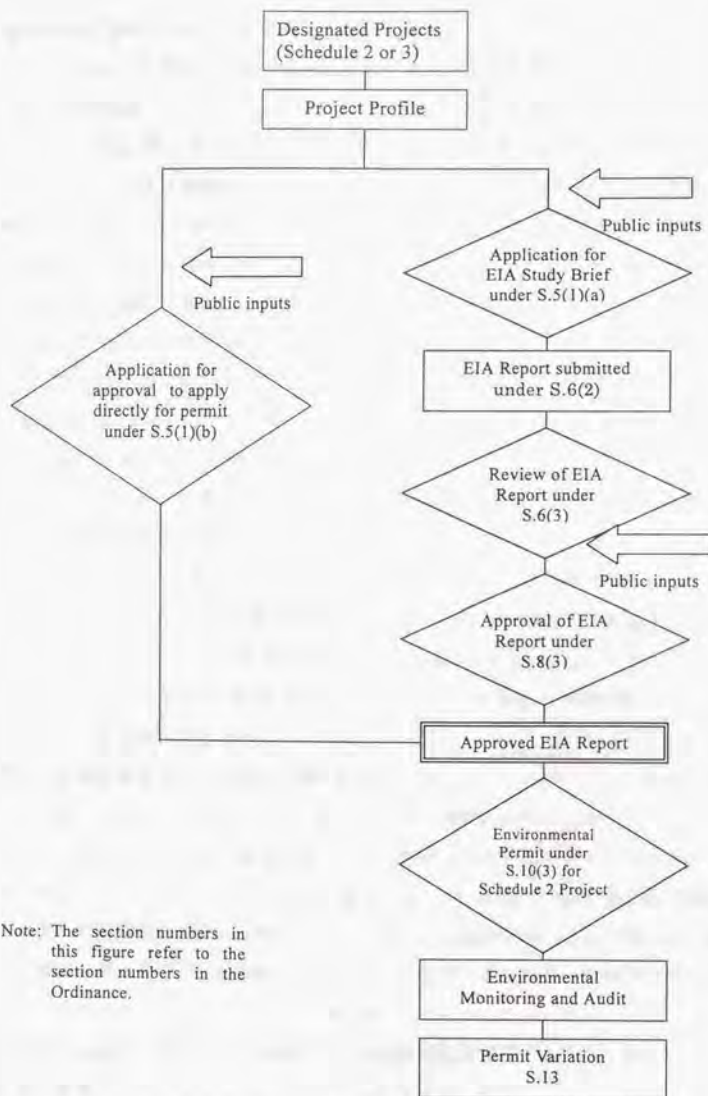 Designated Projects
(Schedule 2 or 3)
Project Profile
Public inputs
Application for
EIA Study Brief
under S.5(1)(a)
Public inputs
Application for
approval to apply
directly for permit
under S.5(1)(b)
EIA Report submitted
under S.6(2)
Review of EIA
Report under
S.6(3)
Public inputs
Approval of EIA
Report under
S.8(3)
Approved EIA Report
Environmental
Permit under
S.10(3) for
Schedule 2 Project
Note: The section numbers in
this figure refer to the
section numbers in the
Ordinance.
Environmental
Monitoring and Audit
Permit Variation
S.13